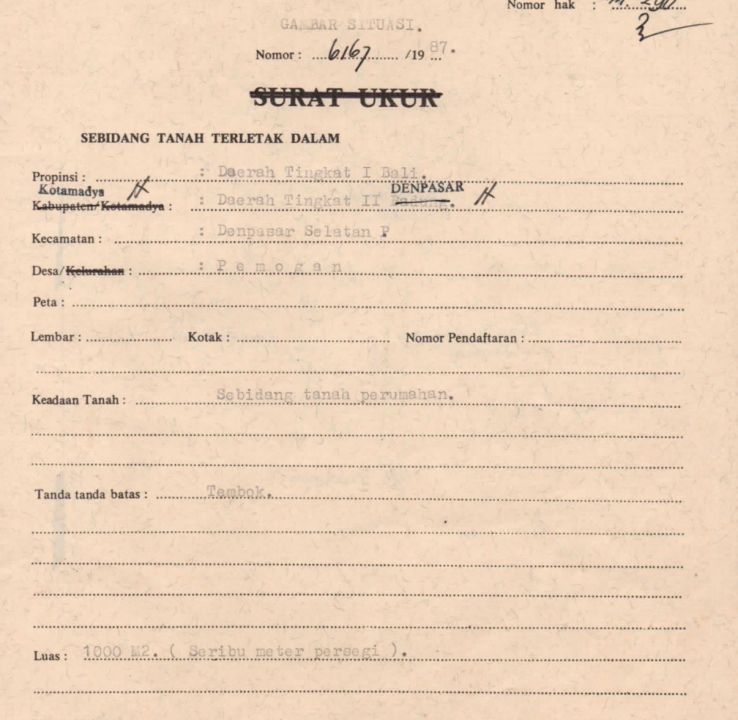 Nomor hak : M. 290
GAMBAR SITUASI.
Nomor : 6167 /19 87.
SURAT UKUR
SEBIDANG TANAH TERLETAK DALAM
Propinsi : : Daerah Tingkat I Bali.
Kotamadya DENPASAR
Kabupaten/Kotamadya : : Daerah Tingkat II Badung.
Kecamatan : : Denpasar Selatan P
Desa/Kelurahan : : P e m o g a n
Peta :
Lembar : Kotak : Nomor Pendaftaran :
Keadaan Tanah : Sebidang tanah perumahan.
Tanda tanda batas : Tembok.
Luas : 1000 M2. ( Seribu meter persegi ).